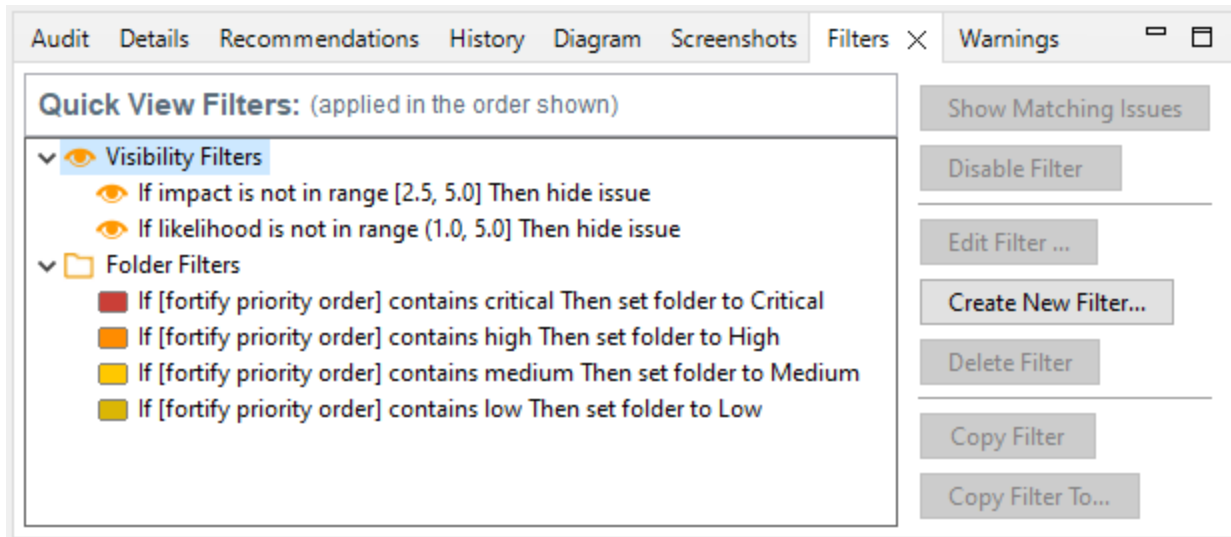 Audit Details Recommendations History Diagram Screenshots Filters Warnings
Quick View Filters: (applied in the order shown)
Visibility Filters
If impact is not in range [2.5, 5.0] Then hide issue
If likelihood is not in range (1.0, 5.0] Then hide issue
Folder Filters
If [fortify priority order] contains critical Then set folder to Critical
If [fortify priority order] contains high Then set folder to High
If [fortify priority order] contains medium Then set folder to Medium
If [fortify priority order] contains low Then set folder to Low
Show Matching Issues
Disable Filter
Edit Filter ...
Create New Filter...
Delete Filter
Copy Filter
Copy Filter To...